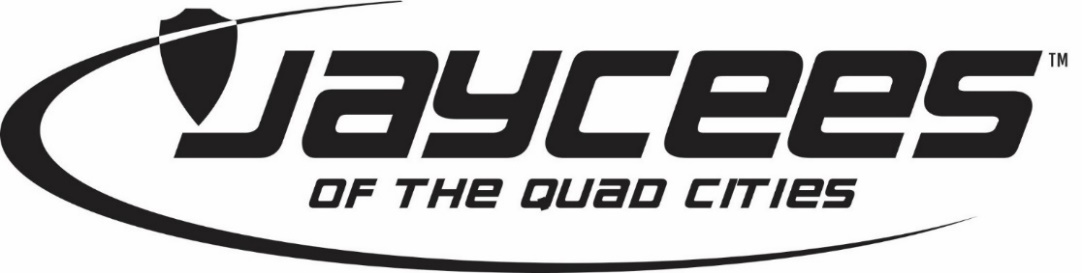 Jaycees™
OF THE QUAD CITIES